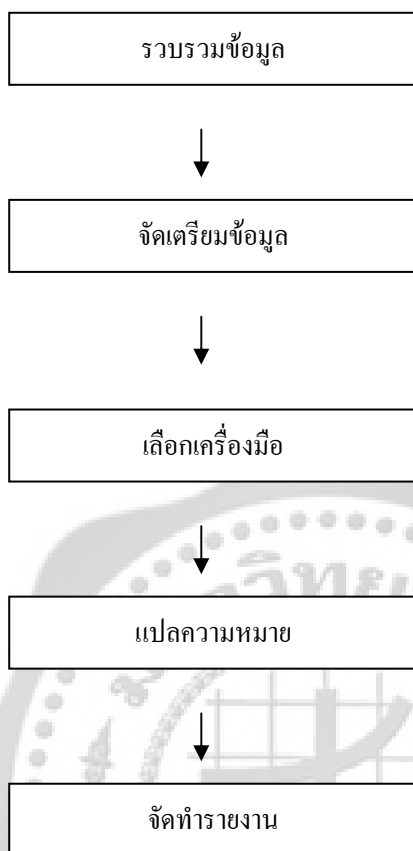 รวบรวมข้อมูล
จัดเตรียมข้อมูล
เลือกเครื่องมือ
แปลความหมาย
จัดทำรายงาน